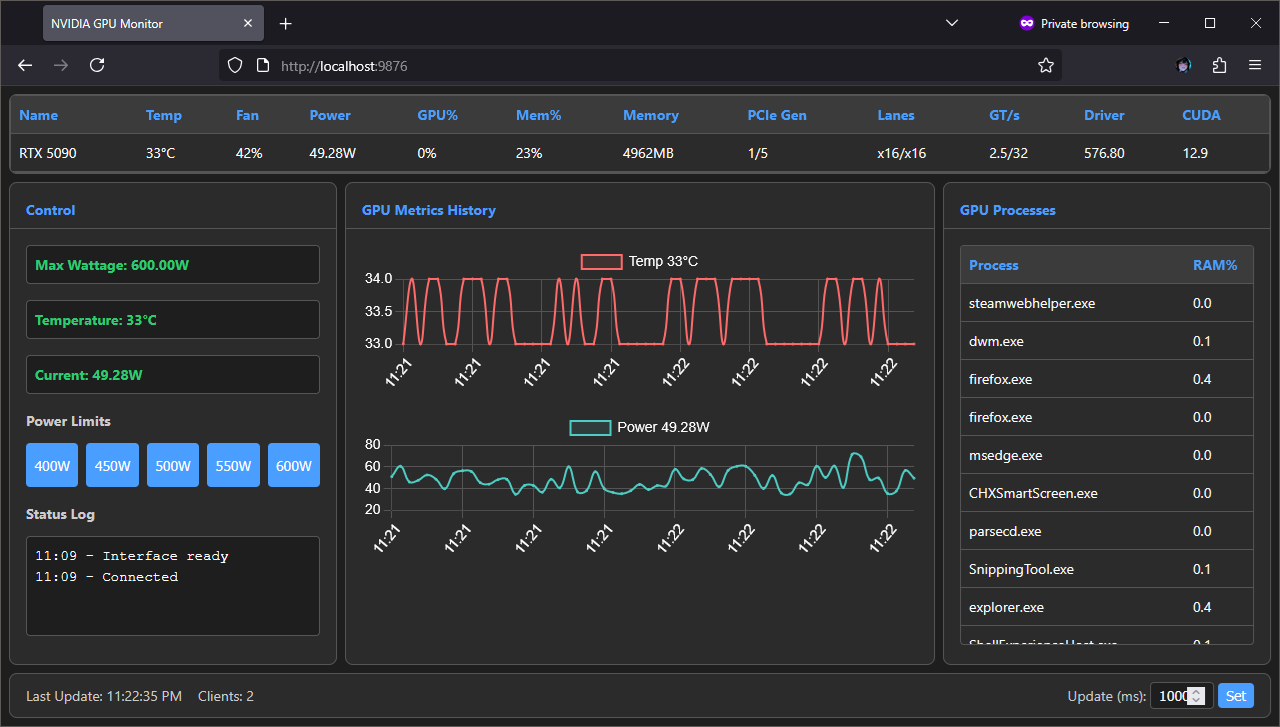 NVIDIA GPU Monitor
Private browsing
http://localhost:9876
Name Temp Fan Power GPU% Mem% Memory PCIe Gen Lanes GT/s Driver CUDA
RTX 5090 33°C 42% 49.28W 0% 23% 4962MB 1/5 x16/x16 2.5/32 576.80 12.9
Control
Max Wattage: 600.00W
Temperature: 33°C
Current: 49.28W
Power Limits
400W 450W 500W 550W 600W
Status Log
11:09 - Interface ready
11:09 - Connected
GPU Metrics History
Temp 33°C
34.0
33.5
33.0
11:21 11:21 11:21 11:21 11:22 11:22 11:22 11:22
Power 49.28W
80
60
40
20
11:21 11:21 11:21 11:21 11:22 11:22 11:22 11:22
GPU Processes
Process RAM%
steamwebhelper.exe 0.0
dwm.exe 0.1
firefox.exe 0.4
firefox.exe 0.0
msedge.exe 0.0
CHXSmartScreen.exe 0.0
parsecd.exe 0.0
SnippingTool.exe 0.1
explorer.exe 0.4
ShellExperienceHost.exe 0.1
Last Update: 11:22:35 PM Clients: 2
Update (ms): 1000 Set